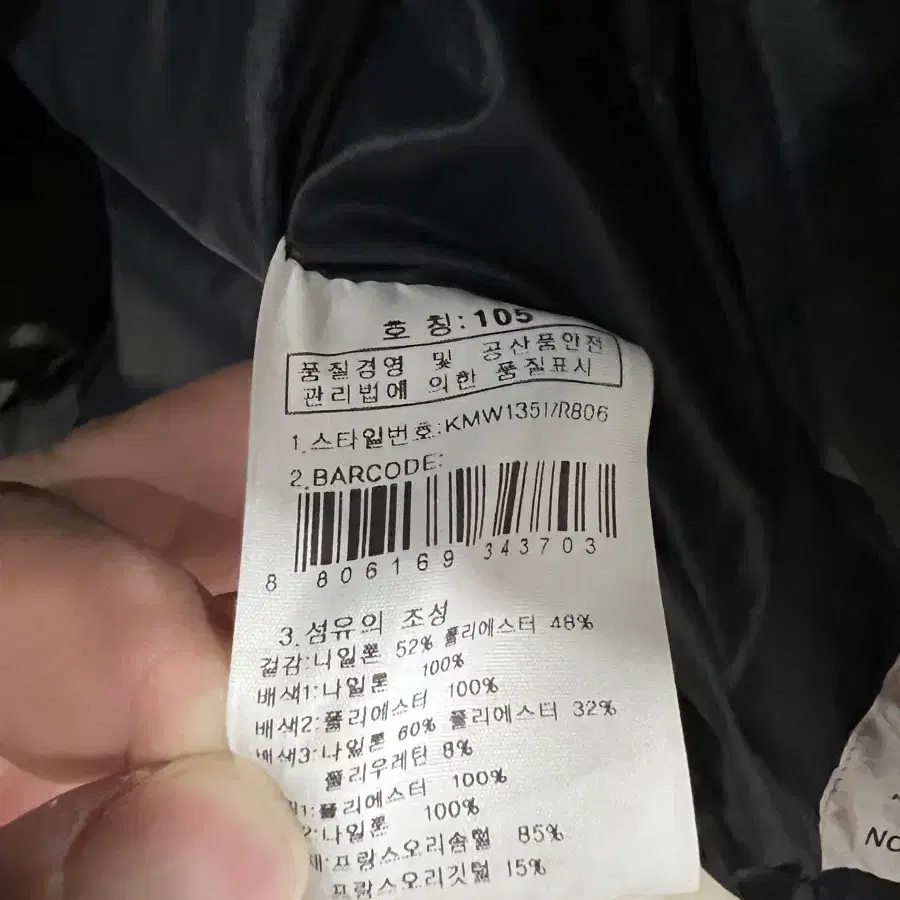 호 칭:105
품질경영 및 공산품안전
관리법에 의한 품질표시
1.스타일번호:KMW13517/R806
2.BARCODE:
8 806169 343703
3.섬유의 조성
겉감:나일론 52% 폴리에스터 48%
배색1:나일론 100%
배색2:폴리에스터 100%
배색3:나일론 60% 폴리에스터 32%
폴리우레탄 8%
1:폴리에스터 100%
2:나일론 100%
재:프랑스오리솜털 85%
프랑스오리깃털 15%